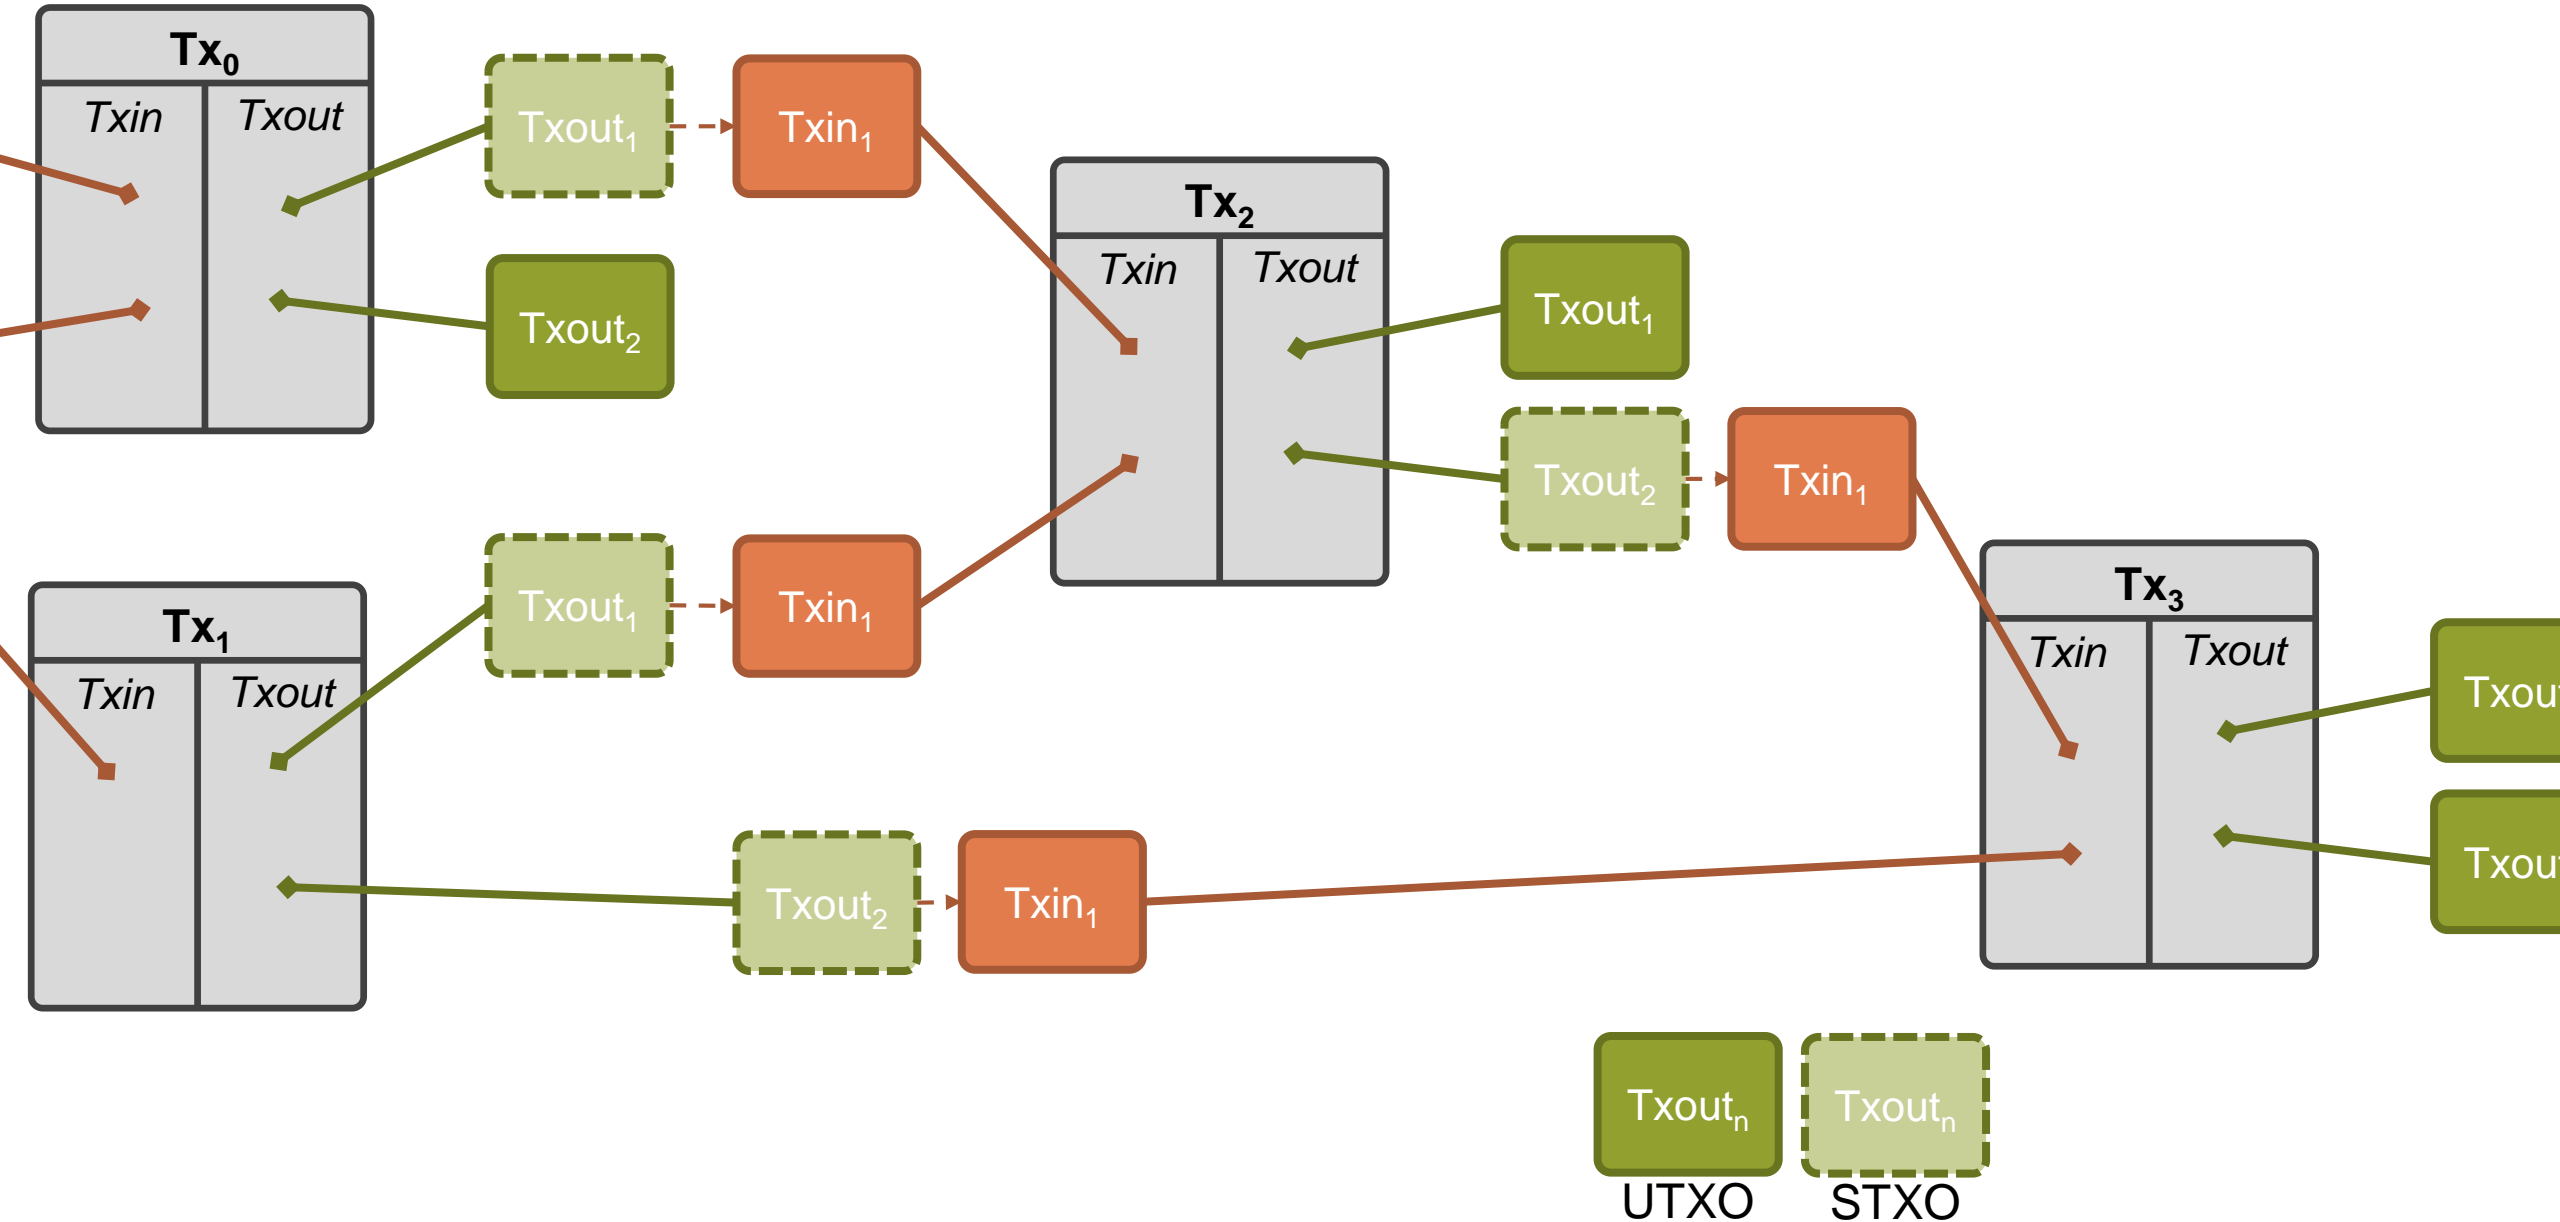 Tx₀
Txin Txout
Txout₁ Txin₁
Txout₂
Tx₂
Txin Txout
Txout₁
Txout₂ Txin₁
Txout₁ Txin₁
Tx₁
Txin Txout
Txout₂ Txin₁
Tx₃
Txin Txout
Txoutₙ Txoutₙ
UTXO STXO